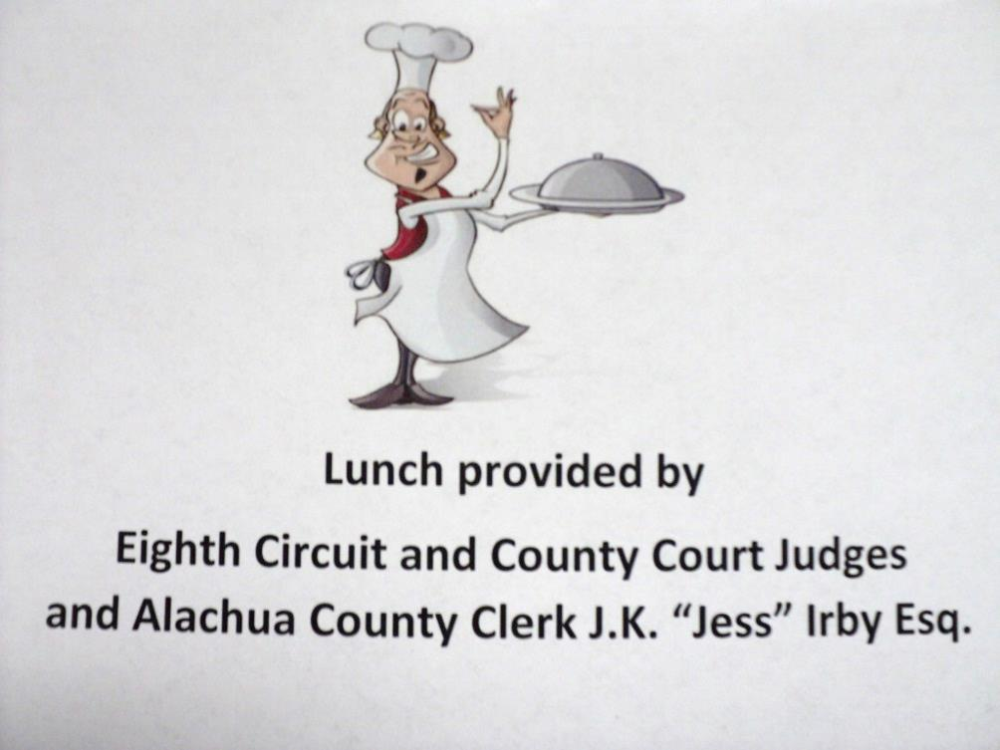 Lunch provided by
Eighth Circuit and County Court Judges
and Alachua County Clerk J.K. “Jess” Irby Esq.